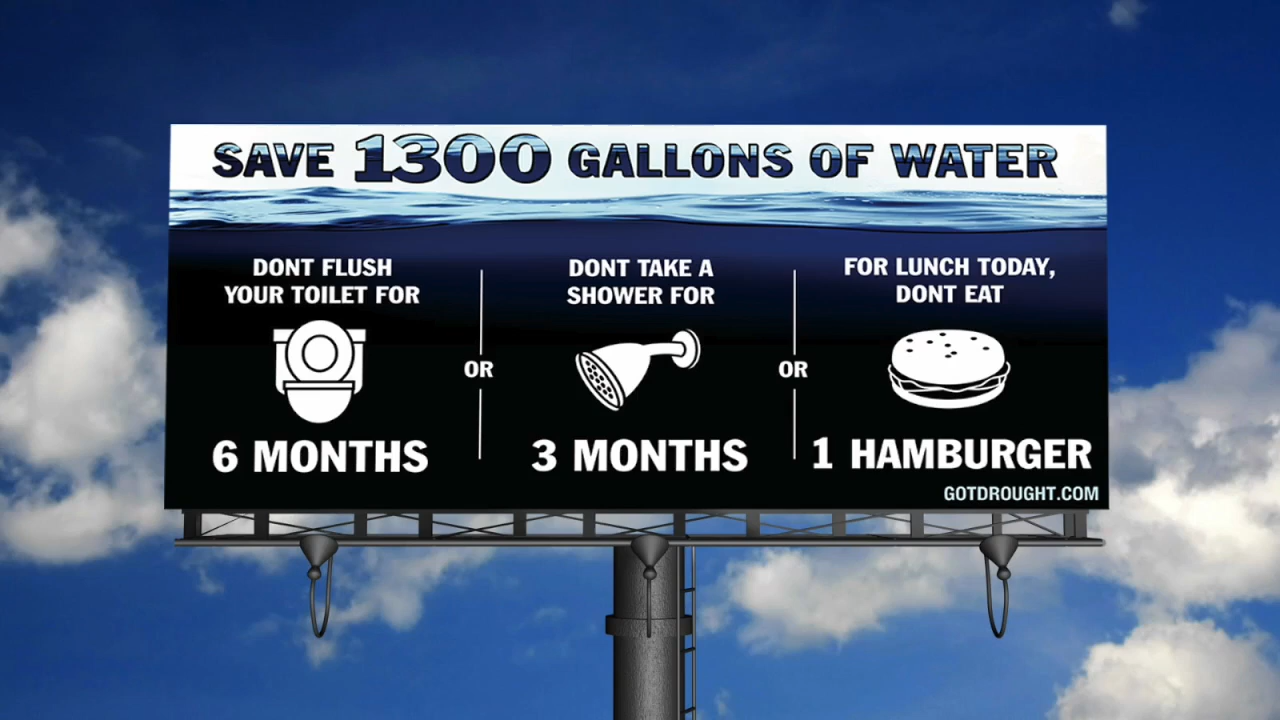 SAVE 1300 GALLONS OF WATER
DONT FLUSH
YOUR TOILET FOR
6 MONTHS
OR
DONT TAKE A
SHOWER FOR
3 MONTHS
OR
FOR LUNCH TODAY,
DONT EAT
1 HAMBURGER
GOTDROUGHT.COM